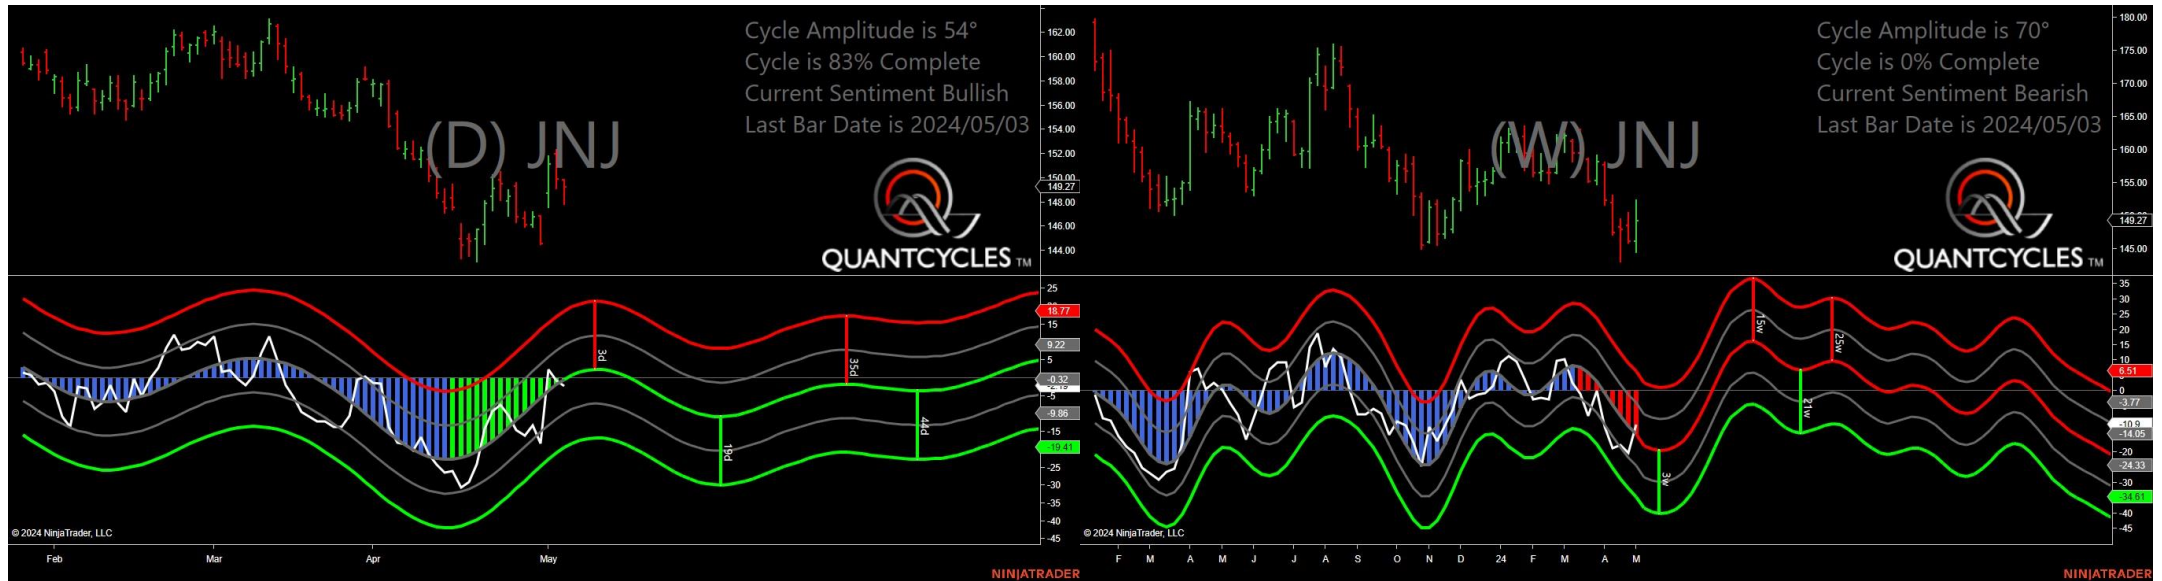 Cycle Amplitude is 54°
Cycle is 83% Complete
Current Sentiment Bullish
Last Bar Date is 2024/05/03
(D) JNJ
QUANTCYCLES TM
162.00
160.00
158.00
156.00
154.00
152.00
150.00
149.27
148.00
146.00
144.00
25
18.77
15
9.22
5
-0.32
-5
-9.86
-15
-19.41
-25
-30
-35
-40
-45
3d
19d
35d
44d
© 2024 NinjaTrader, LLC
Feb Mar Apr May
NINJATRADER
Cycle Amplitude is 70°
Cycle is 0% Complete
Current Sentiment Bearish
Last Bar Date is 2024/05/03
(W) JNJ
QUANTCYCLES TM
180.00
175.00
170.00
165.00
160.00
155.00
149.27
145.00
35
30
25
20
15
10
6.51
0
-3.77
-10.9
-14.05
-20
-24.33
-30
-34.61
-40
-45
3w
15w
21w
25w
© 2024 NinjaTrader, LLC
F M A M J J A S O N D 24 F M A M
NINJATRADER